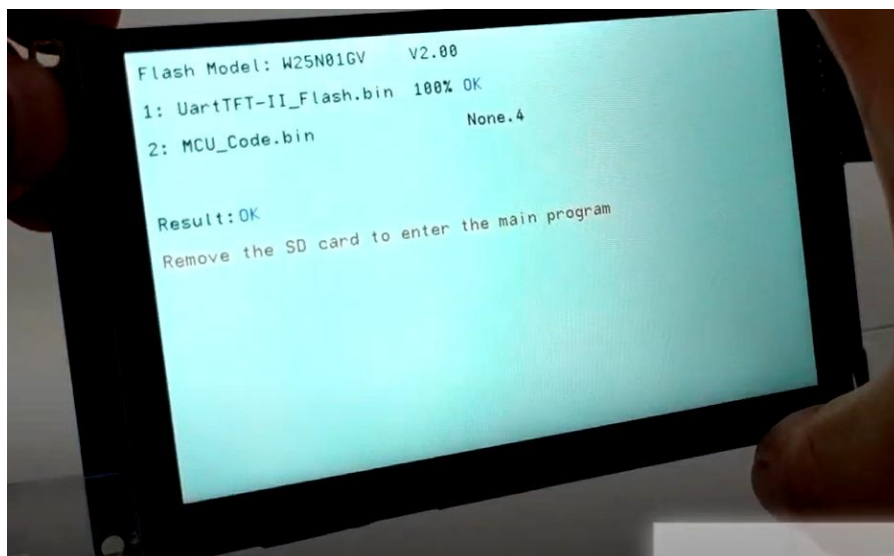 Flash Model: W25N01GV V2.00
1: UartTFT-II_Flash.bin 100% OK
2: MCU_Code.bin None.4
Result:OK
Remove the SD card to enter the main program